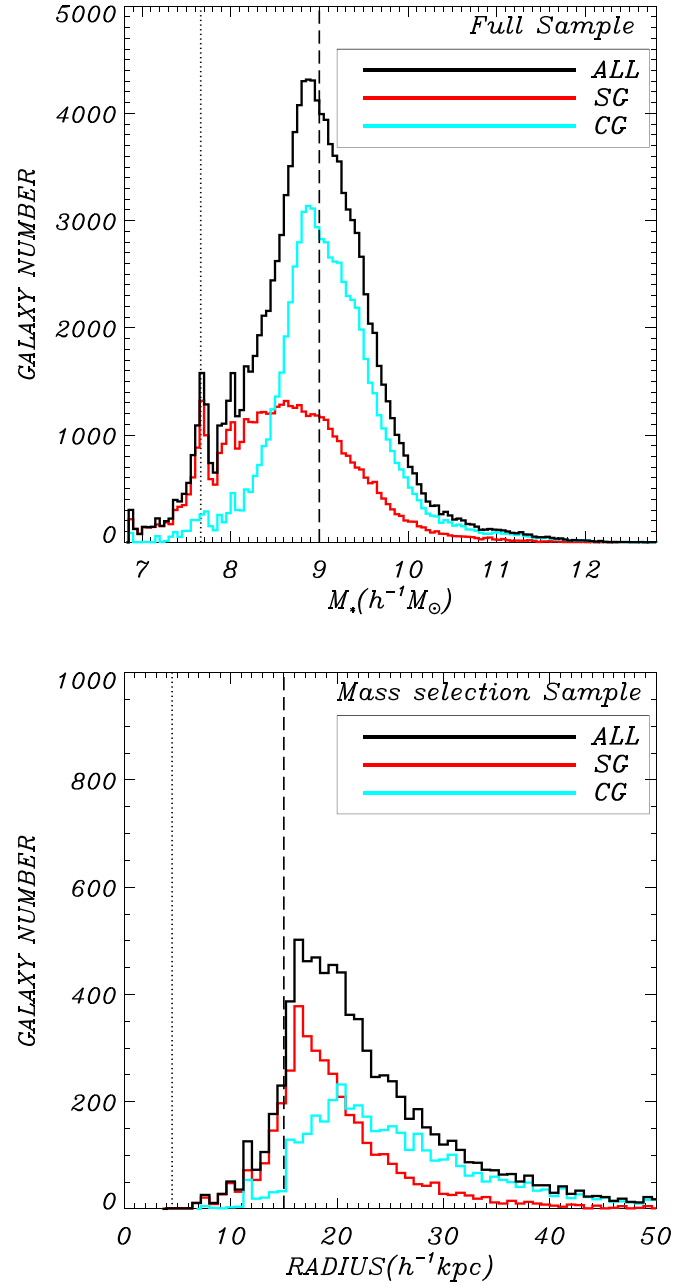 Full Sample
ALL
SG
CG
GALAXY NUMBER
5000
4000
3000
2000
1000
0
7 8 9 10 11 12
M*(h⁻¹M⊙)
Mass selection Sample
ALL
SG
CG
GALAXY NUMBER
1000
800
600
400
200
0
0 10 20 30 40 50
RADIUS(h⁻¹kpc)